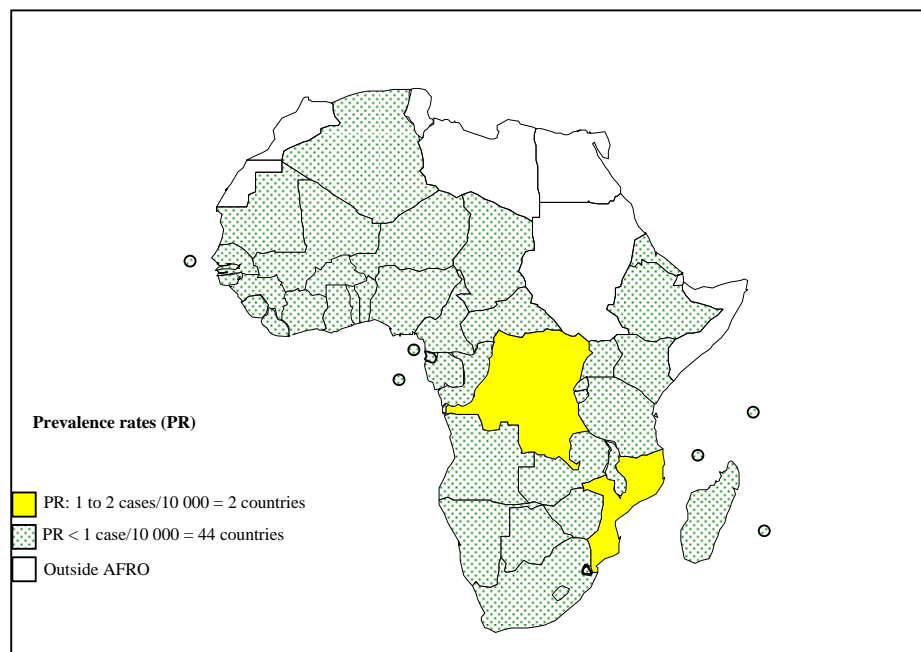 Prevalence rates (PR)
PR: 1 to 2 cases/10 000 = 2 countries
PR < 1 case/10 000 = 44 countries
Outside AFRO